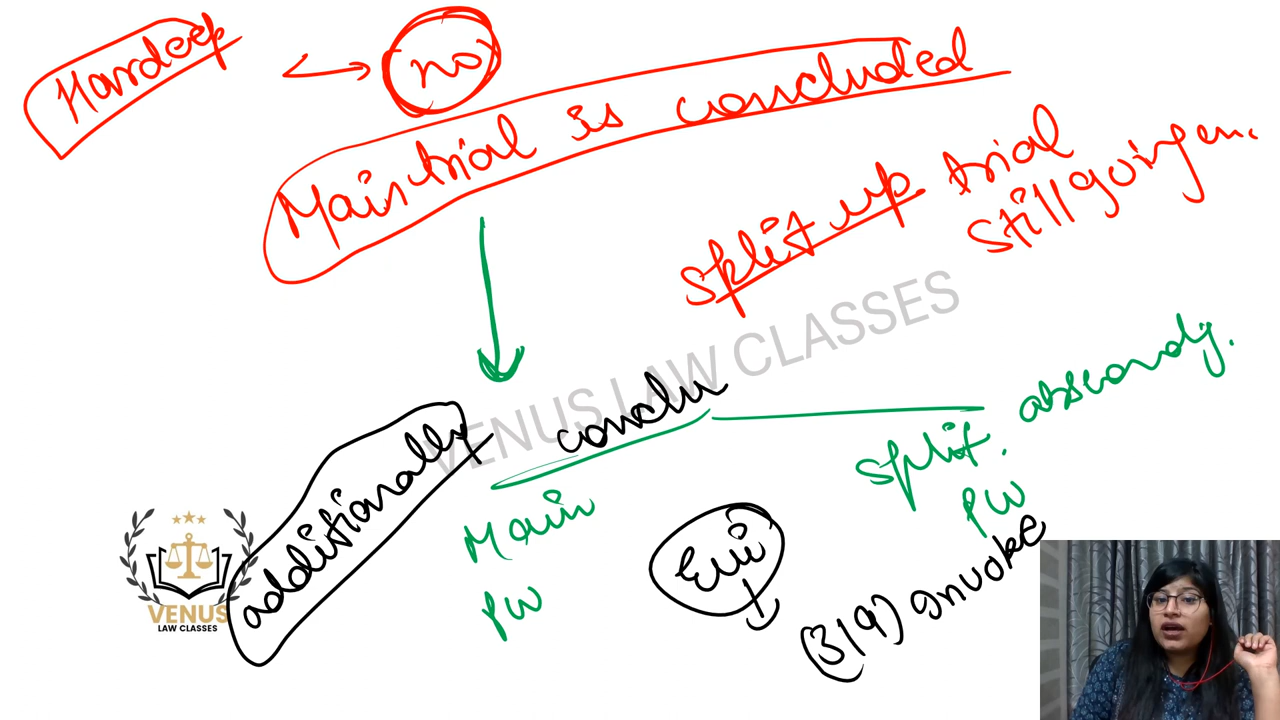 Hardeep
no
Main trial is concluded
split up trial
still going on.
VENUS LAW CLASSES
conclu
additionally
Main
PW
split.
PW
Evi
(319) invoke
VENUS
LAW CLASSES